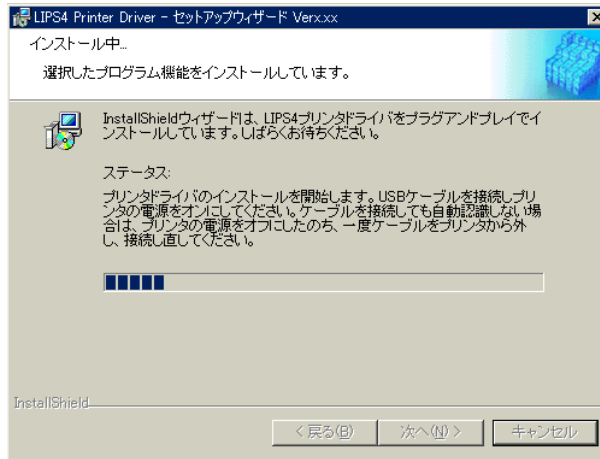 LIPS4 Printer Driver - セットアップウィザード Verx.xx
インストール中...
選択したプログラム機能をインストールしています。
InstallShieldウィザードは、LIPS4プリンタドライバをプラグアンドプレイでイ
ンストールしています。しばらくお待ちください。
ステータス:
プリンタドライバのインストールを開始します。USBケーブルを接続しプリ
ンタの電源をオンにしてください。ケーブルを接続しても自動認識しない場
合は、プリンタの電源をオフにしたのち、一度ケーブルをプリンタから外
し、接続し直してください。
InstallShield
< 戻る(B)
次へ(N) >
キャンセル